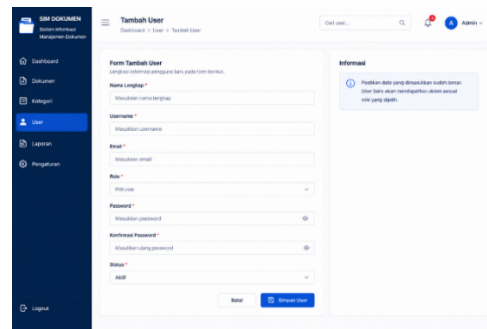 SIM DOKUMEN
Sistem Informasi
Manajemen Dokumen
Dashboard
Dokumen
Kategori
User
Laporan
Pengaturan
Logout
Tambah User
Dashboard > User > Tambah User
Cari user...
A
Admin
Form Tambah User
Lengkapi informasi pengguna baru pada form berikut.
Nama Lengkap *
Masukkan nama lengkap
Username *
Masukkan username
Email *
Masukkan email
Role *
Pilih role
Password *
Masukkan password
Konfirmasi Password *
Masukkan ulang password
Status *
Aktif
Batal
Simpan User
Informasi
Pastikan data yang dimasukkan sudah benar.
User baru akan mendapatkan akses sesuai
role yang dipilih.